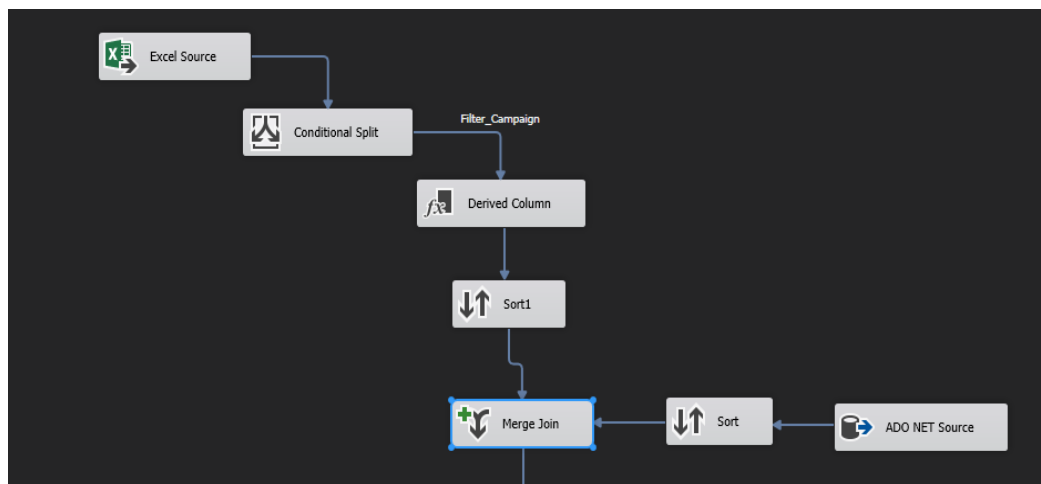 Excel Source
Conditional Split
Filter_Campaign
Derived Column
Sort1
Merge Join
Sort
ADO NET Source